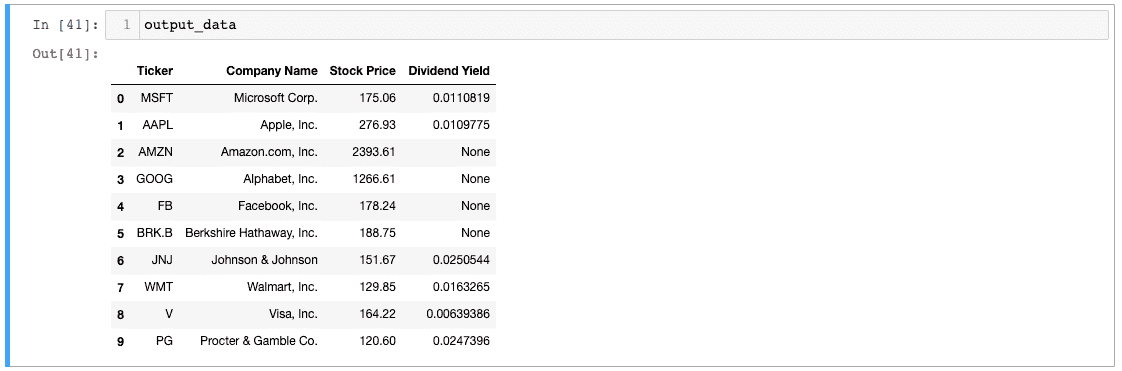 In [41]: 1 output_data
Out[41]:
Ticker Company Name Stock Price Dividend Yield
0 MSFT Microsoft Corp. 175.06 0.0110819
1 AAPL Apple, Inc. 276.93 0.0109775
2 AMZN Amazon.com, Inc. 2393.61 None
3 GOOG Alphabet, Inc. 1266.61 None
4 FB Facebook, Inc. 178.24 None
5 BRK.B Berkshire Hathaway, Inc. 188.75 None
6 JNJ Johnson & Johnson 151.67 0.0250544
7 WMT Walmart, Inc. 129.85 0.0163265
8 V Visa, Inc. 164.22 0.00639386
9 PG Procter & Gamble Co. 120.60 0.0247396